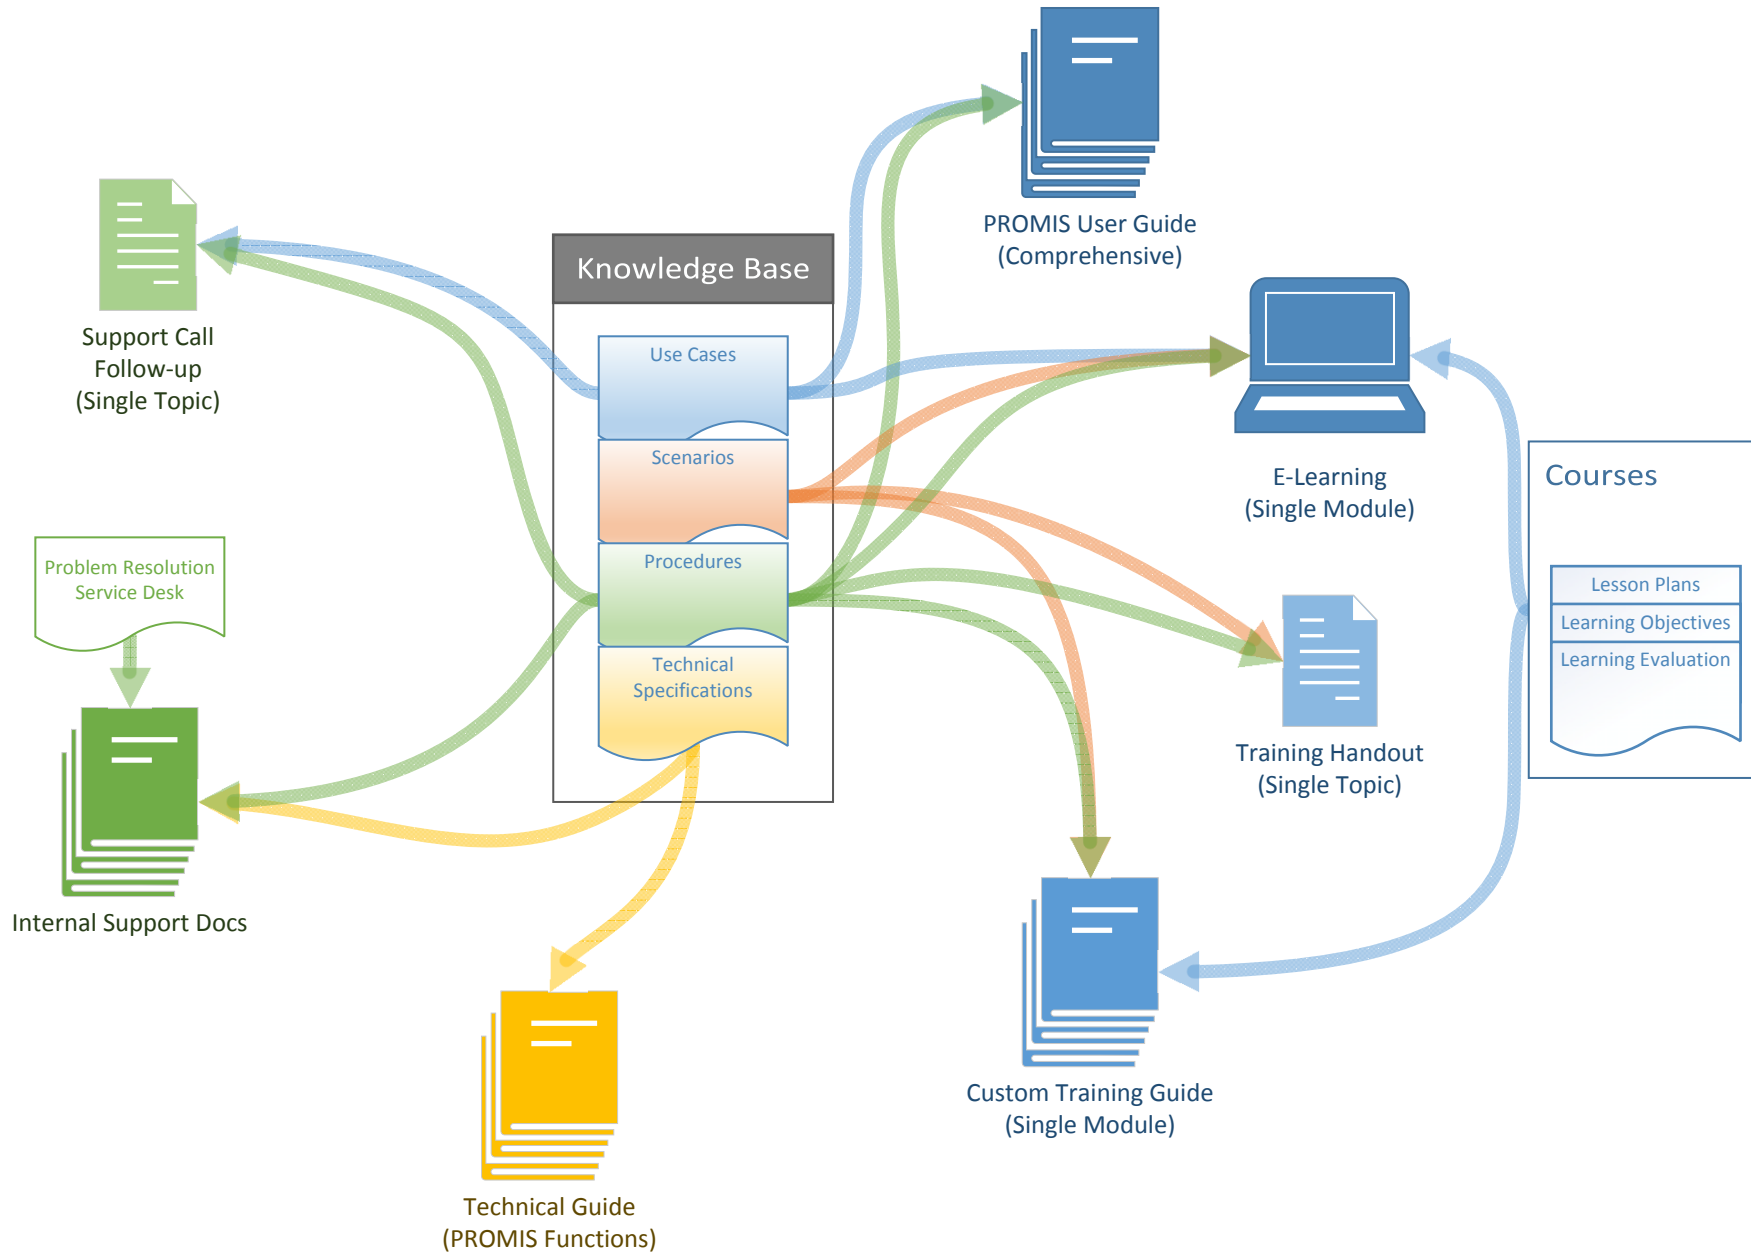 PROMIS User Guide
(Comprehensive)
Knowledge Base
Support Call
Follow-up
(Single Topic)
Use Cases
Scenarios
Procedures
Technical
Specifications
E-Learning
(Single Module)
Courses
Lesson Plans
Learning Objectives
Learning Evaluation
Problem Resolution
Service Desk
Training Handout
(Single Topic)
Internal Support Docs
Custom Training Guide
(Single Module)
Technical Guide
(PROMIS Functions)